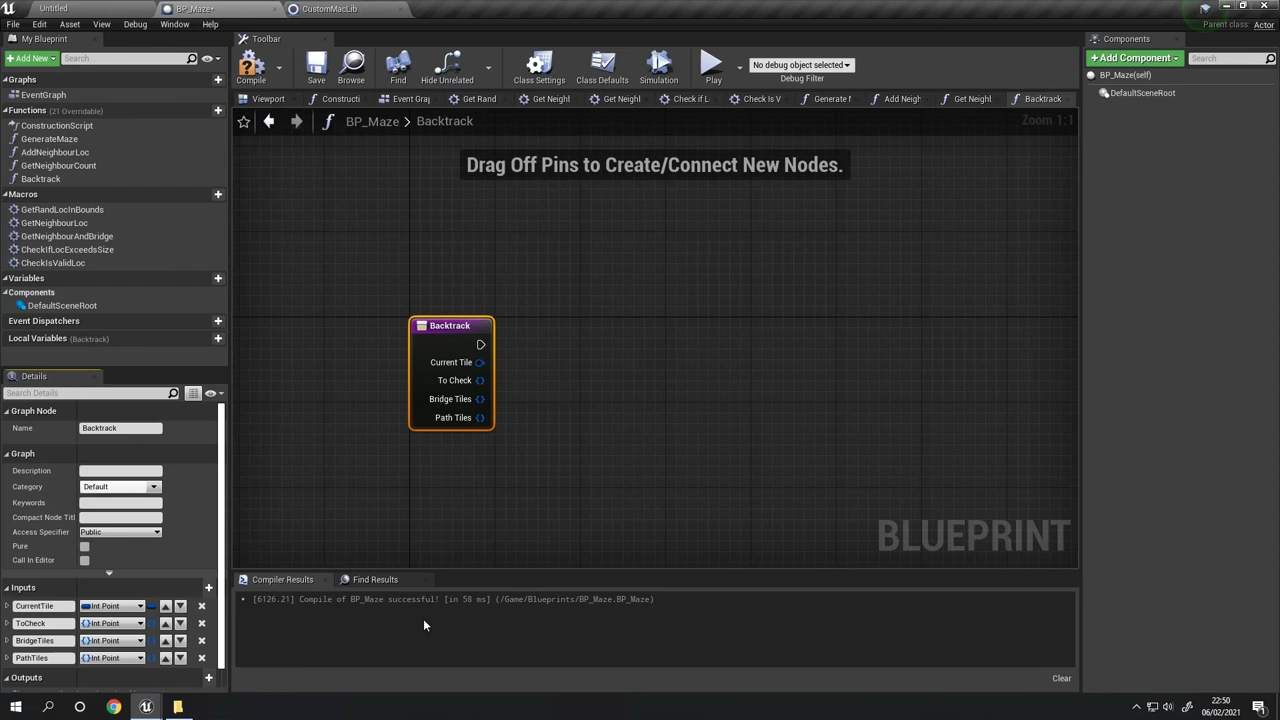 Untitled
BP_Maze*
CustomMacLib
File Edit Asset View Debug Window Help
Parent class: Actor
My Blueprint
Toolbar
Components
+ Add New
Search
Compile
Save
Browse
Find
Hide Unrelated
Class Settings
Class Defaults
Simulation
Play
No debug object selected
Debug Filter
+ Add Component
Search
BP_Maze(self)
DefaultSceneRoot
Graphs
EventGraph
Functions (21 Overridable)
ConstructionScript
GenerateMaze
AddNeighbourLoc
GetNeighbourCount
Backtrack
Macros
GetRandLocInBounds
GetNeighbourLoc
GetNeighbourAndBridge
CheckIfLocExceedsSize
CheckIsValidLoc
Variables
Components
DefaultSceneRoot
Event Dispatchers
Local Variables (Backtrack)
Viewport
Constructi
Event Grap
Get Rand
Get Neighl
Get Neighl
Check if L
Check Is V
Generate M
Add Neigh
Get Neighl
Backtrack
BP_Maze > Backtrack
Zoom 1:1
Drag Off Pins to Create/Connect New Nodes.
Backtrack
Current Tile
To Check
Bridge Tiles
Path Tiles
BLUEPRINT
Details
Search Details
Graph Node
Name Backtrack
Graph
Description
Category Default
Keywords
Compact Node Titl
Access Specifier Public
Pure
Call In Editor
Inputs
CurrentTile Int Point
ToCheck Int Point
BridgeTiles Int Point
PathTiles Int Point
Outputs
Compiler Results
Find Results
[6126.21] Compile of BP_Maze successful! [in 58 ms] (/Game/Blueprints/BP_Maze.BP_Maze)
Clear
22:50
06/02/2021